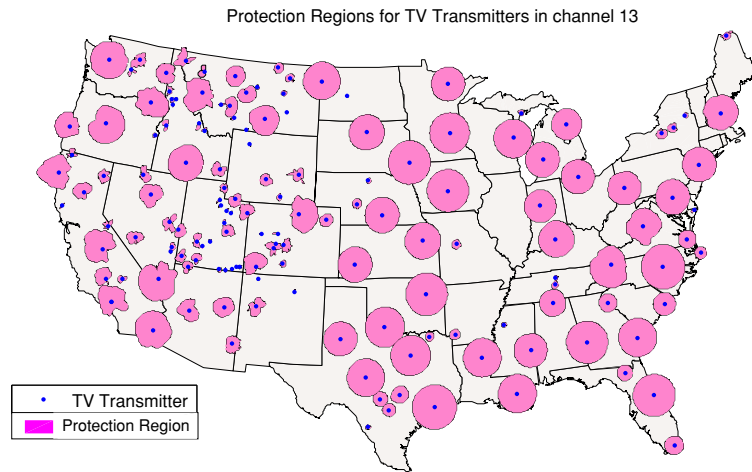 Protection Regions for TV Transmitters in channel 13
TV Transmitter
Protection Region